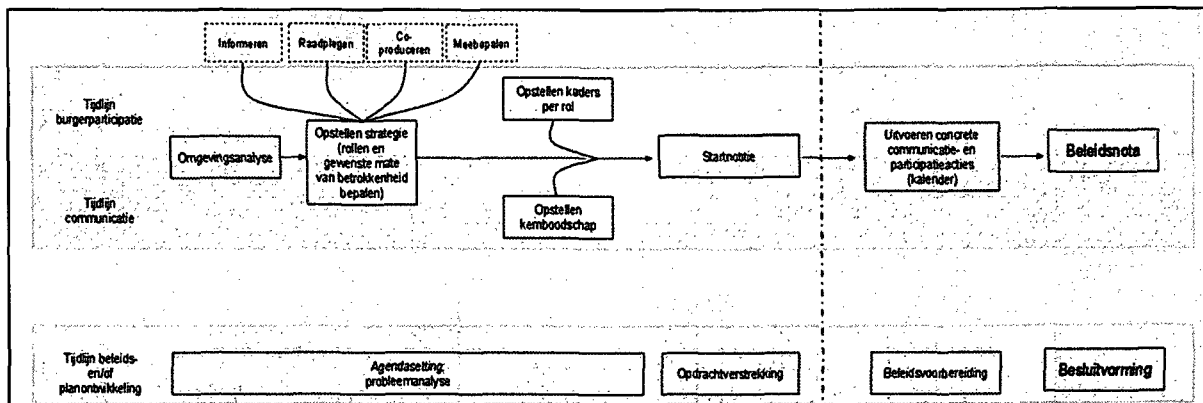 Informeren
Raadplegen
Co-
produceren
Meebepalen
Tijdlijn
burgerparticipatie
Omgevingsanalyse
Opstellen strategie
(rollen en
gewenste mate
van betrokkenheid
bepalen)
Opstellen kaders
per rol
Startnotitie
Uitvoeren concrete
communicatie- en
participatieacties
(kalender)
Beleidsnota
Tijdlijn
communicatie
Opstellen
kernboodschap
Tijdlijn beleids-
en/of
planontwikkeling
Agendasetting;
probleemanalyse
Opdrachtverstrekking
Beleidsvoorbereiding
Besluitvorming